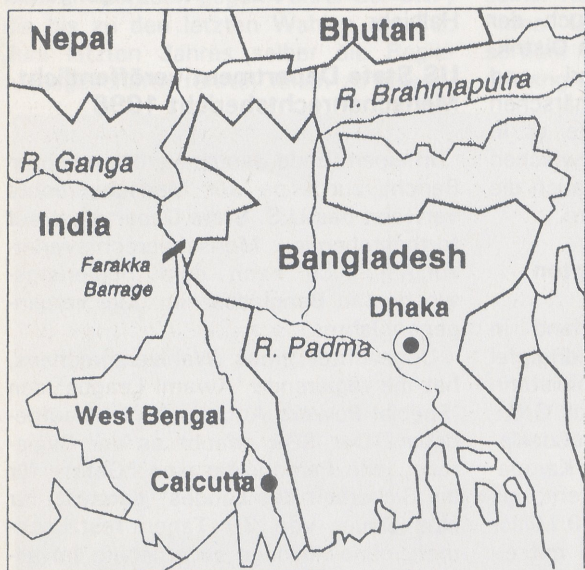 Nepal
Bhutan
R. Brahmaputra
R. Ganga
India
Farakka
Barrage
Bangladesh
Dhaka
R. Padma
West Bengal
Calcutta